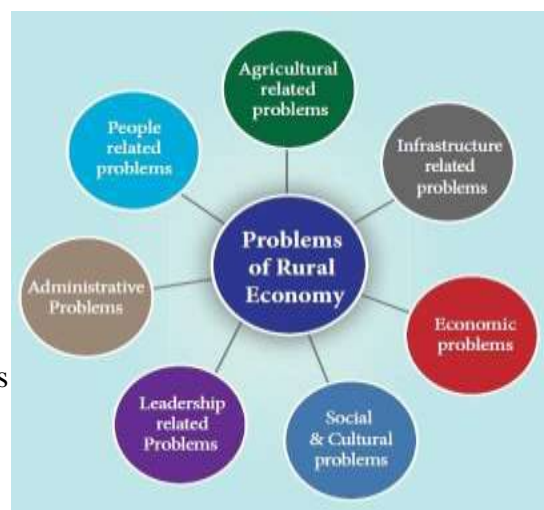 Agricultural
related
problems
People
related
problems
Infrastructure
related
problems
Problems
of Rural
Economy
Administrative
Problems
Economic
problems
s
Leadership
related
Problems
Social
& Cultural
problems